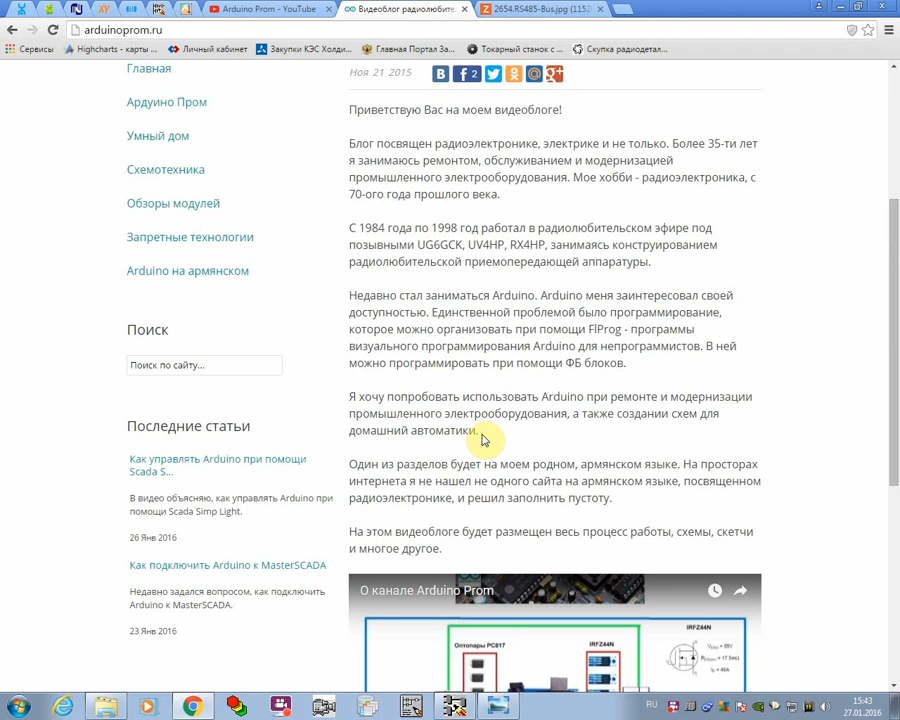 Arduino Prom - YouTube
Видеоблог радиолюбите..
2654.RS485-Bus.jpg (115
arduinoprom.ru
Сервисы
Highcharts - карты ...
Личный кабинет
Закупки КЭС Холди...
Главная Портал За...
Токарный станок с ...
Скупка радиодетал...
Главная
Ардуино Пром
Умный дом
Схемотехника
Обзоры модулей
Запретные технологии
Arduino на армянском
Поиск
Поиск по сайту...
Последние статьи
Как управлять Arduino при помощи
Scada S...
В видео объясняю, как управлять Arduino при
помощи Scada Simp Light.
26 Янв 2016
Как подключить Arduino к MasterSCADA
Недавно задался вопросом, как подключить
Arduino к MasterSCADA.
23 Янв 2016
Ноя 21 2015
2
Приветствую Вас на моем видеоблоге!
Блог посвящен радиоэлектронике, электрике и не только. Более 35-ти лет
я занимаюсь ремонтом, обслуживанием и модернизацией
промышленного электрооборудования. Мое хобби - радиоэлектроника, с
70-ого года прошлого века.
С 1984 года по 1998 год работал в радиолюбительском эфире под
позывными UG6GCK, UV4HP, RX4HP, занимаясь конструированием
радиолюбительской приемопередающей аппаратуры.
Недавно стал заниматься Arduino. Arduino меня заинтересовал своей
доступностью. Единственной проблемой было программирование,
которое можно организовать при помощи FlProg - программы
визуального программирования Arduino для непрограммистов. В ней
можно программировать при помощи ФБ блоков.
Я хочу попробовать использовать Arduino при ремонте и модернизации
промышленного электрооборудования, а также создании схем для
домашний автоматики.
Один из разделов будет на моем родном, армянском языке. На просторах
интернета я не нашел не одного сайта на армянском языке, посвященном
радиоэлектронике, и решил заполнить пустоту.
На этом видеоблоге будет размещен весь процесс работы, схемы, скетчи
и многое другое.
О канале Arduino Prom
Оптопары PC817
IRFZ44N
IRFZ44N
RU
15:43
27.01.2016